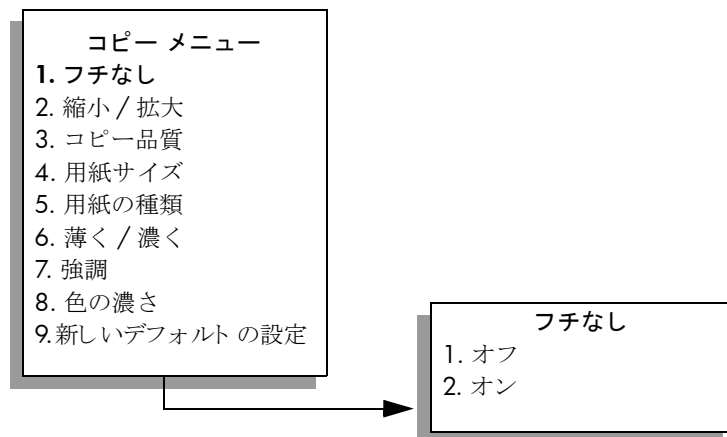 コピー メニュー
1. フチなし
2. 縮小 / 拡大
3. コピー品質
4. 用紙サイズ
5. 用紙の種類
6. 薄く / 濃く
7. 強調
8. 色の濃さ
9.新しいデフォルト の設定
フチなし
1. オフ
2. オン